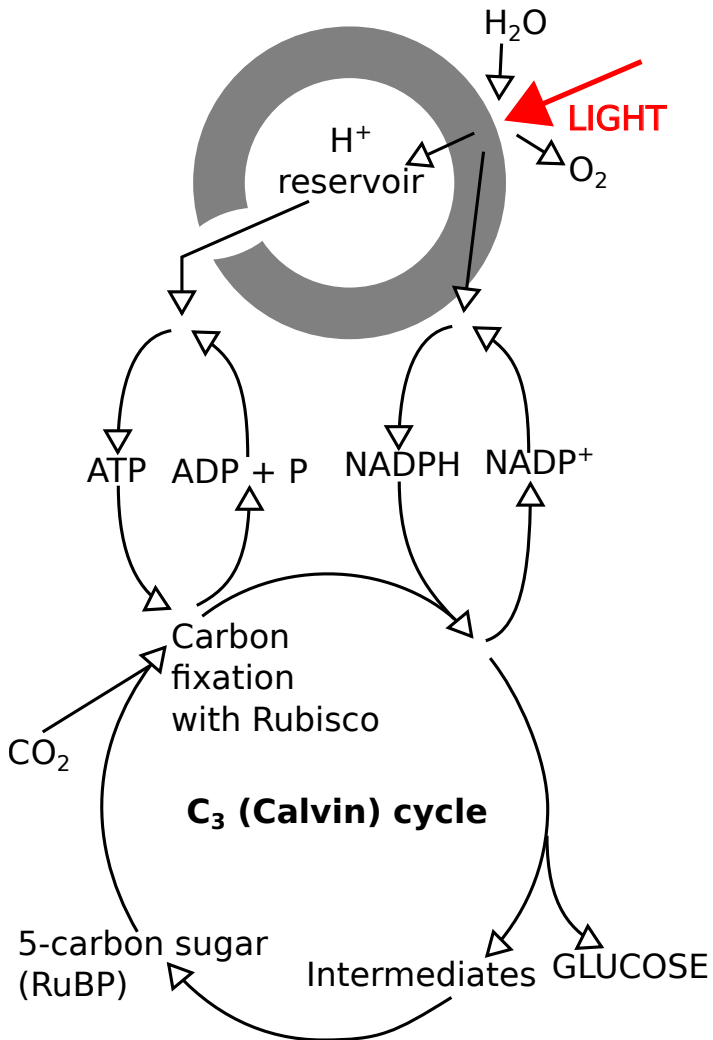 H₂O
LIGHT
H⁺
reservoir
O₂
ATP
ADP + P
NADPH
NADP⁺
Carbon
fixation
with Rubisco
CO₂
C₃ (Calvin) cycle
5-carbon sugar
(RuBP)
Intermediates
GLUCOSE